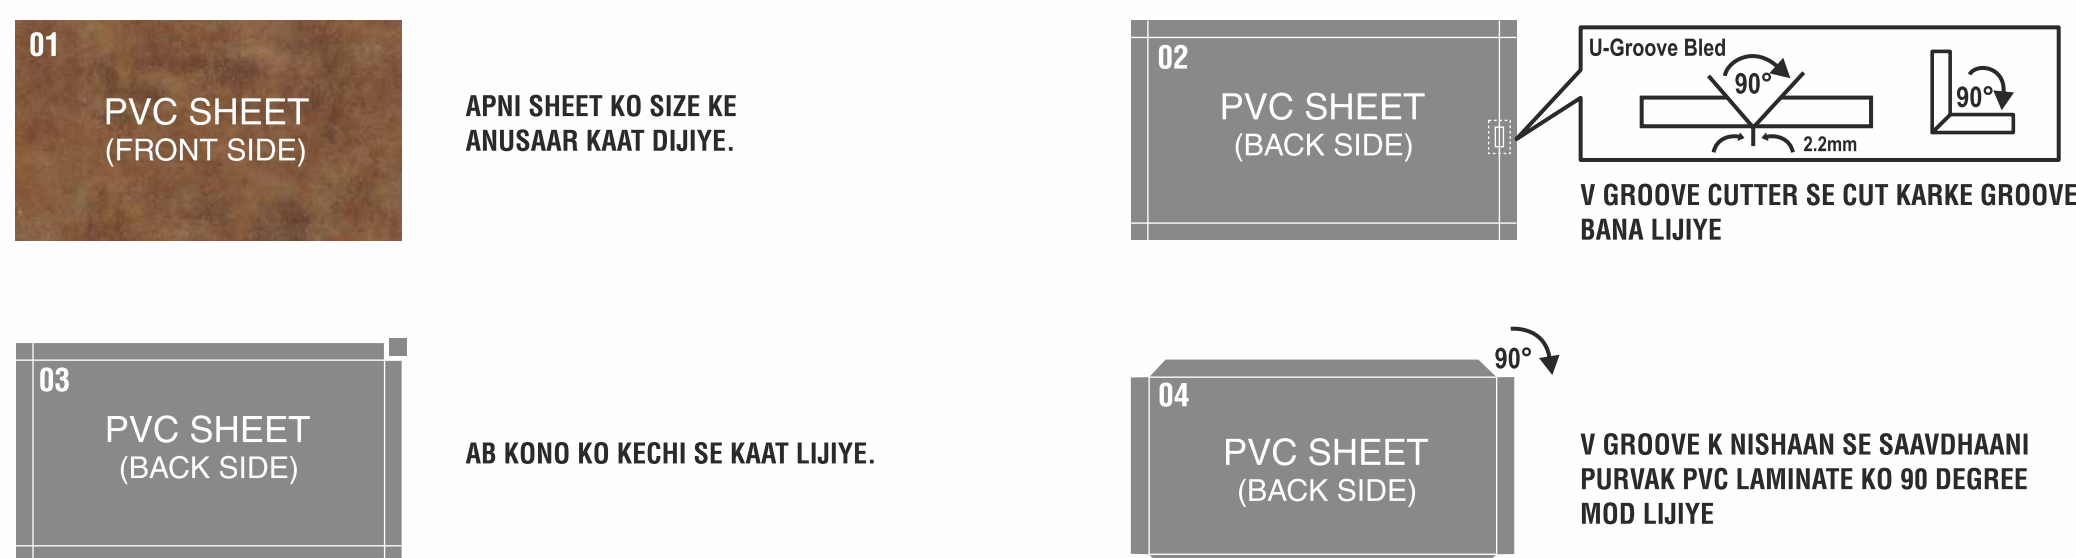 01
PVC SHEET
(FRONT SIDE)
APNI SHEET KO SIZE KE
ANUSAAR KAAT DIJIYE.
02
PVC SHEET
(BACK SIDE)
U-Groove Bled
90°
90°
2.2mm
V GROOVE CUTTER SE CUT KARKE GROOVE
BANA LIJIYE
03
PVC SHEET
(BACK SIDE)
AB KONO KO KECHI SE KAAT LIJIYE.
04
PVC SHEET
(BACK SIDE)
90°
V GROOVE K NISHAAN SE SAAVDHAANI
PURVAK PVC LAMINATE KO 90 DEGREE
MOD LIJIYE